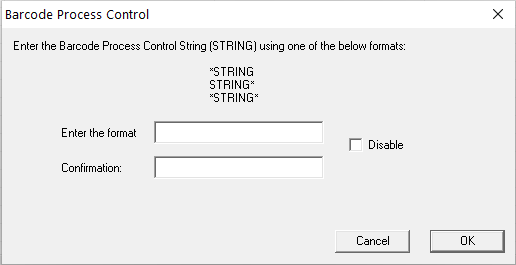 Barcode Process Control
Enter the Barcode Process Control String (STRING) using one of the below formats:
*STRING
STRING*
*STRING*
Enter the format
Disable
Confirmation:
Cancel
OK